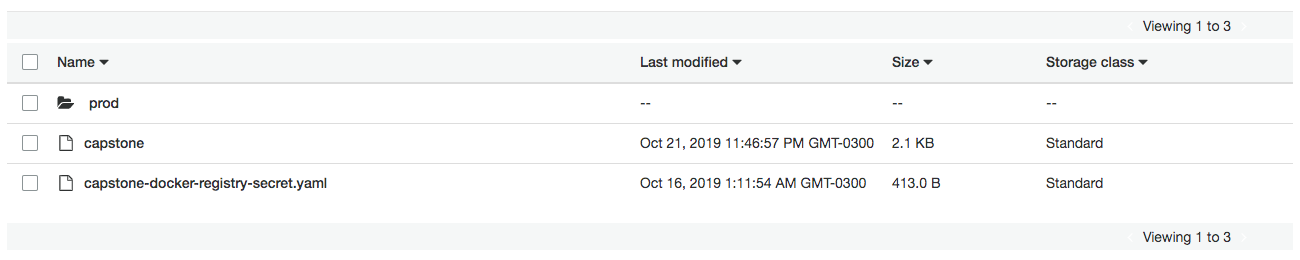 Viewing 1 to 3
Name Last modified Size Storage class
prod -- -- --
capstone Oct 21, 2019 11:46:57 PM GMT-0300 2.1 KB Standard
capstone-docker-registry-secret.yaml Oct 16, 2019 1:11:54 AM GMT-0300 413.0 B Standard
Viewing 1 to 3